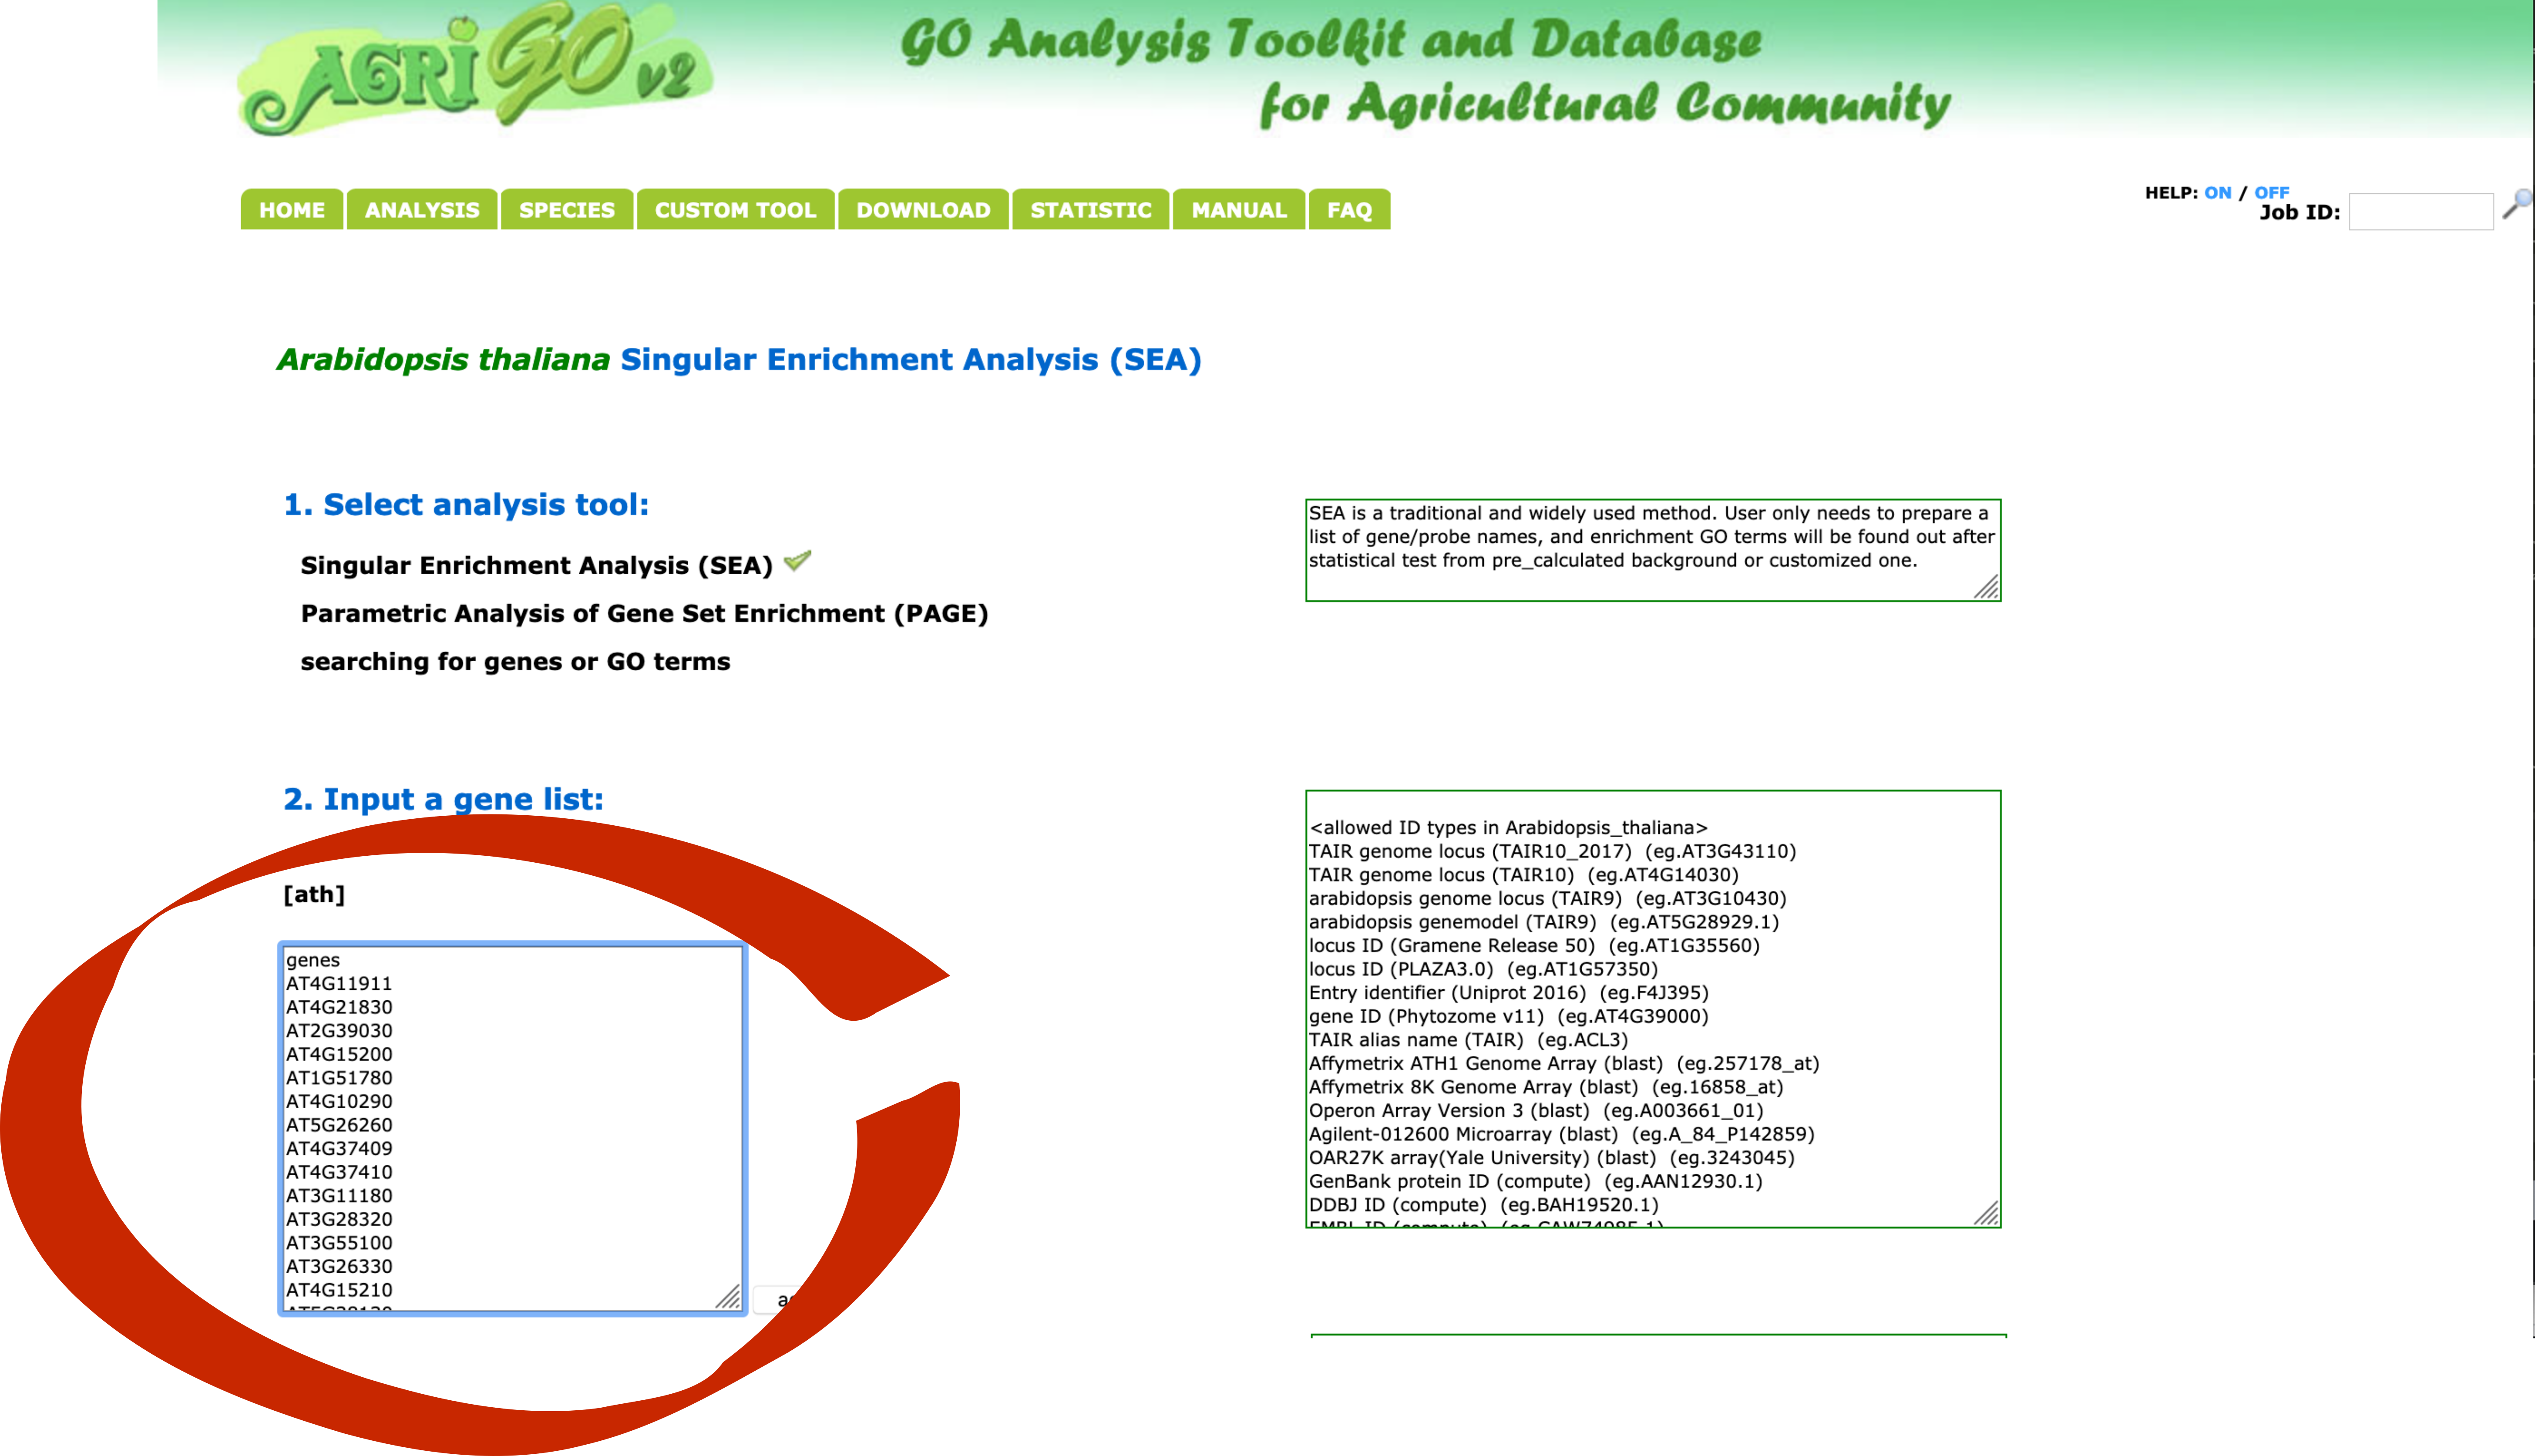 AGRIGO v2
GO Analysis Toolkit and Database
for Agricultural Community
HOME ANALYSIS SPECIES CUSTOM TOOL DOWNLOAD STATISTIC MANUAL FAQ
HELP: ON / OFF
Job ID:
Arabidopsis thaliana Singular Enrichment Analysis (SEA)
1. Select analysis tool:
Singular Enrichment Analysis (SEA)
Parametric Analysis of Gene Set Enrichment (PAGE)
searching for genes or GO terms
SEA is a traditional and widely used method. User only needs to prepare a
list of gene/probe names, and enrichment GO terms will be found out after
statistical test from pre_calculated background or customized one.
2. Input a gene list:
[ath]
genes
AT4G11911
AT4G21830
AT2G39030
AT4G15200
AT1G51780
AT4G10290
AT5G26260
AT4G37409
AT4G37410
AT3G11180
AT3G28320
AT3G55100
AT3G26330
AT4G15210
<allowed ID types in Arabidopsis_thaliana>
TAIR genome locus (TAIR10_2017) (eg.AT3G43110)
TAIR genome locus (TAIR10) (eg.AT4G14030)
arabidopsis genome locus (TAIR9) (eg.AT3G10430)
arabidopsis genemodel (TAIR9) (eg.AT5G28929.1)
locus ID (Gramene Release 50) (eg.AT1G35560)
locus ID (PLAZA3.0) (eg.AT1G57350)
Entry identifier (Uniprot 2016) (eg.F4J395)
gene ID (Phytozome v11) (eg.AT4G39000)
TAIR alias name (TAIR) (eg.ACL3)
Affymetrix ATH1 Genome Array (blast) (eg.257178_at)
Affymetrix 8K Genome Array (blast) (eg.16858_at)
Operon Array Version 3 (blast) (eg.A003661_01)
Agilent-012600 Microarray (blast) (eg.A_84_P142859)
OAR27K array(Yale University) (blast) (eg.3243045)
GenBank protein ID (compute) (eg.AAN12930.1)
DDBJ ID (compute) (eg.BAH19520.1)